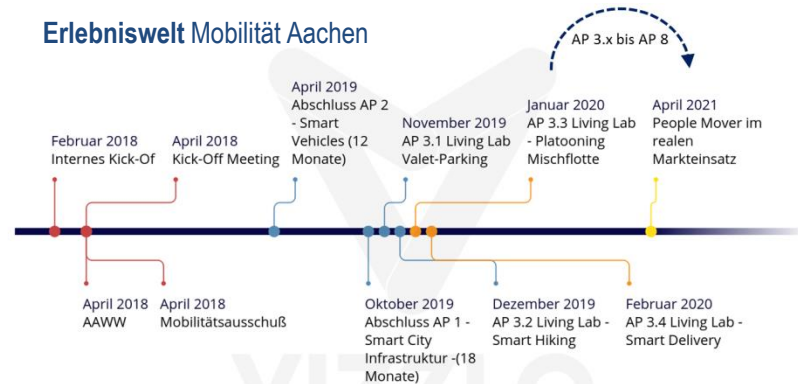 Erlebniswelt Mobilität Aachen
AP 3.x bis AP 8
Februar 2018
Internes Kick-Of
April 2018
Kick-Off Meeting
April 2019
Abschluss AP 2
- Smart
Vehicles (12
Monate)
November 2019
AP 3.1 Living Lab
Valet-Parking
Januar 2020
AP 3.3 Living Lab
- Platooning
Mischflotte
April 2021
People Mover im
realen
Markteinsatz
April 2018
AAWW
April 2018
Mobilitätsausschuß
Oktober 2019
Abschluss AP 1 -
Smart City
Infrastruktur -(18
Monate)
Dezember 2019
AP 3.2 Living Lab -
Smart Hiking
Februar 2020
AP 3.4 Living Lab -
Smart Delivery